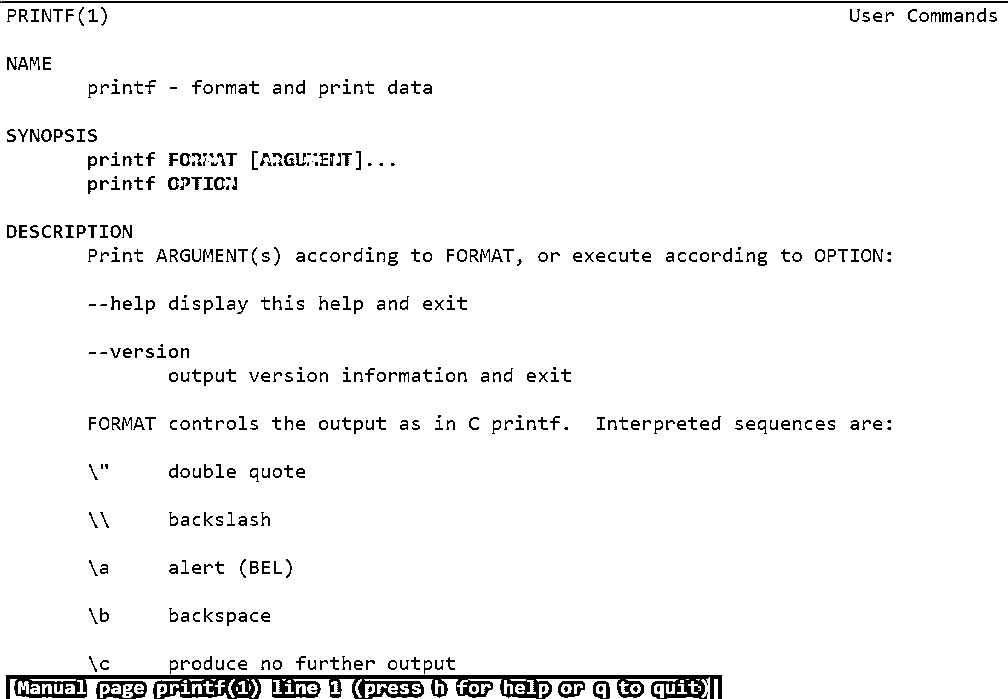 PRINTF(1) User Commands
NAME
printf - format and print data
SYNOPSIS
printf FORMAT [ARGUMENT]...
printf OPTION
DESCRIPTION
Print ARGUMENT(s) according to FORMAT, or execute according to OPTION:
--help display this help and exit
--version
output version information and exit
FORMAT controls the output as in C printf.  Interpreted sequences are:
\" double quote
\\ backslash
\a alert (BEL)
\b backspace
\c produce no further output
Manual page printf(1) line 1 (press h for help or q to quit)